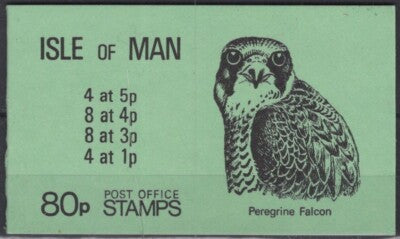 ISLE OF MAN
4 at 5p
8 at 4p
8 at 3p
4 at 1p
80p POST OFFICE STAMPS
Peregrine Falcon